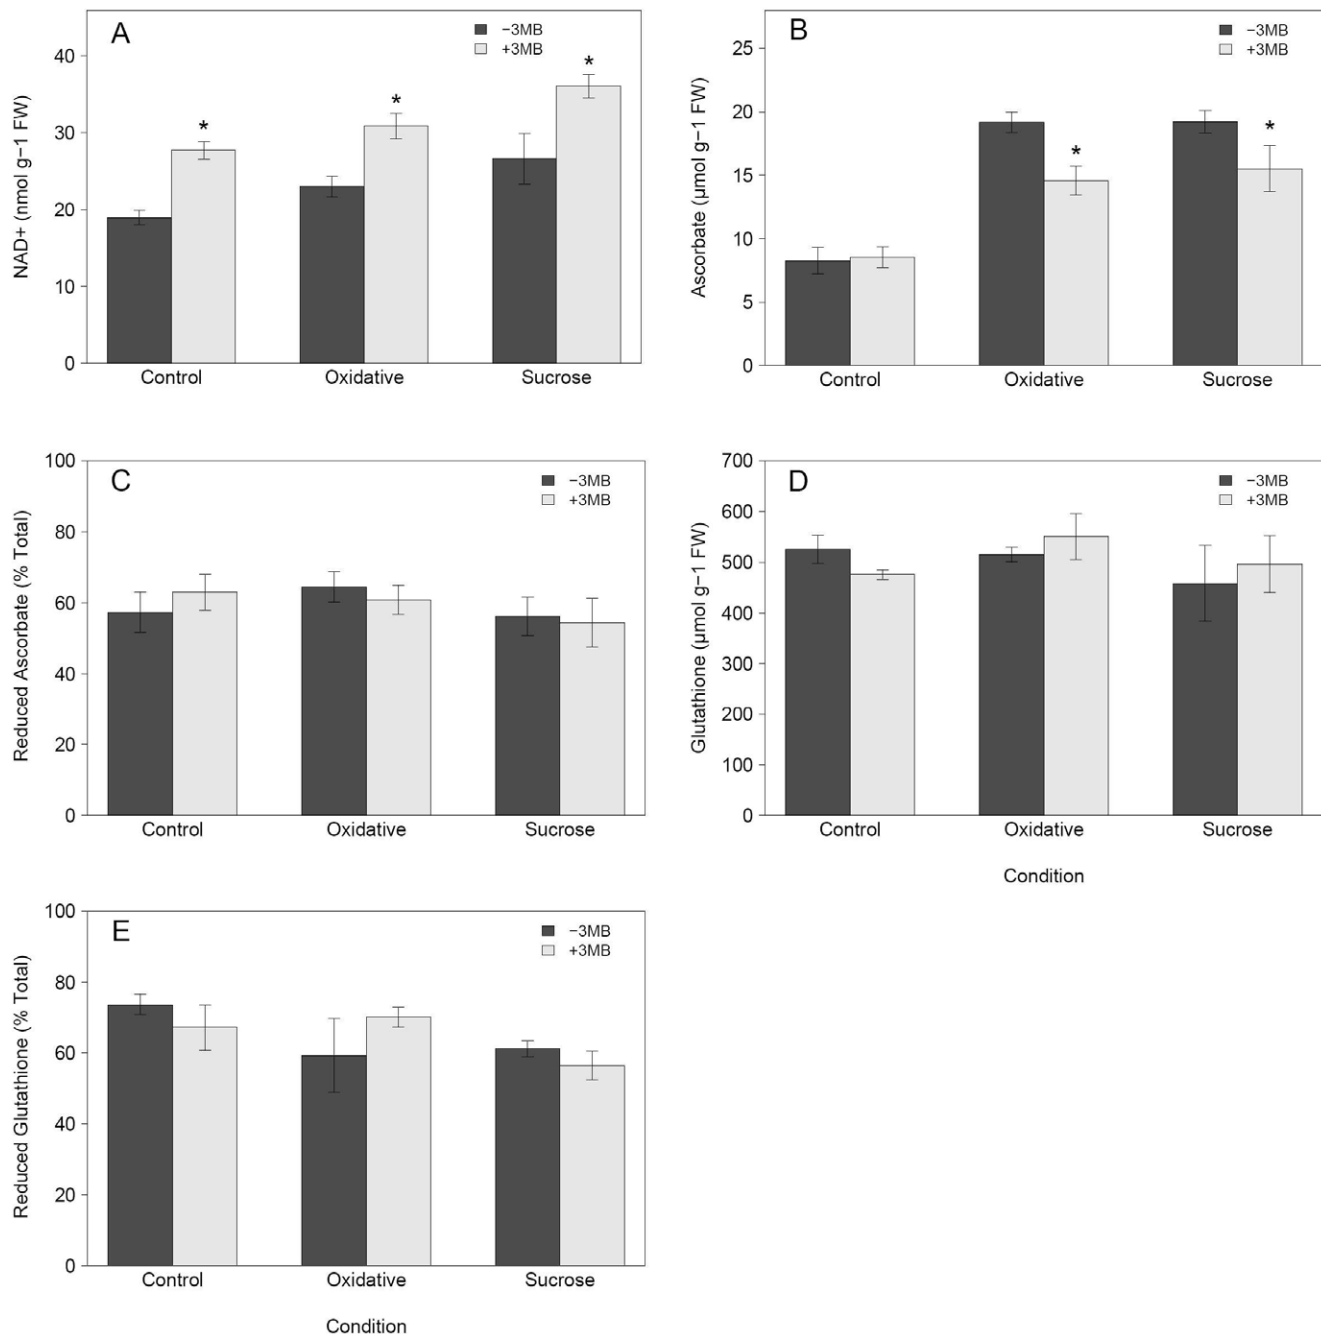 A
−3MB
+3MB
NAD+ (nmol g−1 FW)
40
30
20
10
0
Control Oxidative Sucrose
* * *
B
−3MB
+3MB
Ascorbate (µmol g−1 FW)
25
20
15
10
5
0
Control Oxidative Sucrose
* *
C
−3MB
+3MB
Reduced Ascorbate (% Total)
100
80
60
40
20
0
Control Oxidative Sucrose
D
−3MB
+3MB
Glutathione (µmol g−1 FW)
700
600
500
400
300
200
100
0
Control Oxidative Sucrose
Condition
E
−3MB
+3MB
Reduced Glutathione (% Total)
100
80
60
40
20
0
Control Oxidative Sucrose
Condition